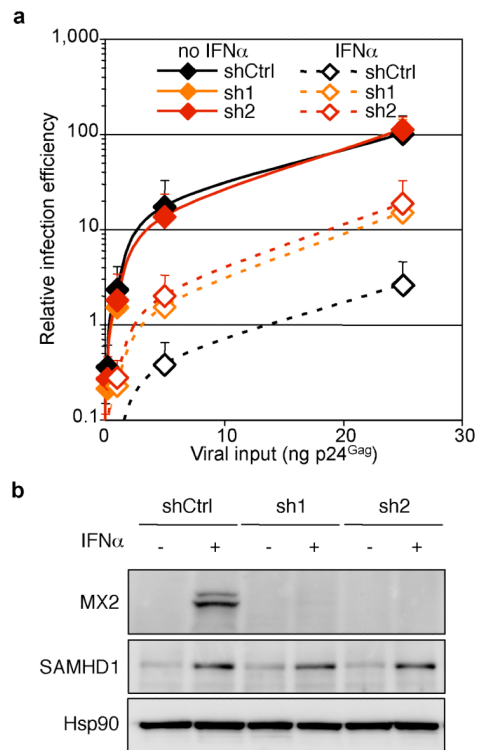 a
no IFNα IFNα
shCtrl shCtrl
sh1 sh1
sh2 sh2
Relative infection efficiency
1,000
100
10
1
0.1
0 10 20 30
Viral input (ng p24Gag)
b
shCtrl sh1 sh2
IFNα - + - + - +
MX2
SAMHD1
Hsp90